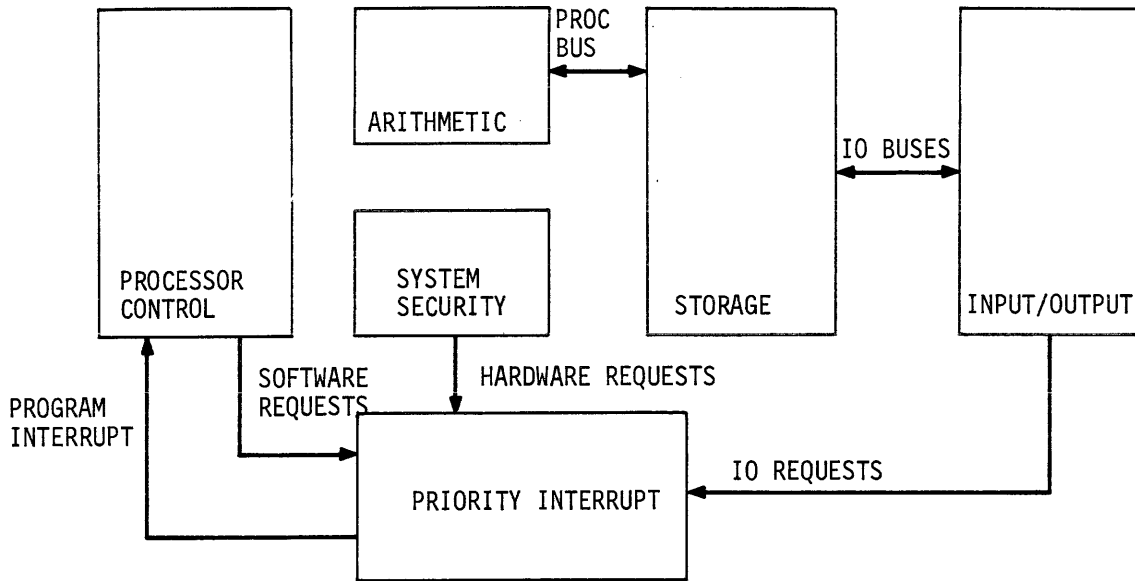 PROC
BUS
ARITHMETIC
IO BUSES
PROCESSOR
CONTROL
SYSTEM
SECURITY
STORAGE
INPUT/OUTPUT
SOFTWARE
REQUESTS
HARDWARE REQUESTS
PROGRAM
INTERRUPT
IO REQUESTS
PRIORITY INTERRUPT